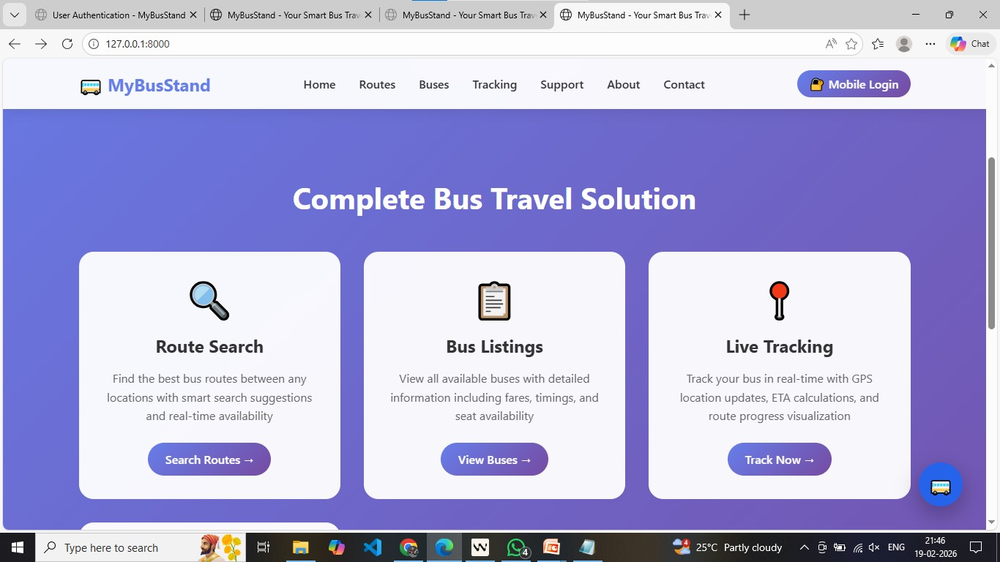 User Authentication - MyBusStand
MyBusStand - Your Smart Bus Trav
MyBusStand - Your Smart Bus Trav
MyBusStand - Your Smart Bus Trav
127.0.0.1:8000
Chat
MyBusStand
Home
Routes
Buses
Tracking
Support
About
Contact
Mobile Login
Complete Bus Travel Solution
Route Search
Find the best bus routes between any
locations with smart search suggestions
and real-time availability
Search Routes →
Bus Listings
View all available buses with detailed
information including fares, timings, and
seat availability
View Buses →
Live Tracking
Track your bus in real-time with GPS
location updates, ETA calculations, and
route progress visualization
Track Now →
Type here to search
4
4
25°C Partly cloudy
ENG
21:46
19-02-2026